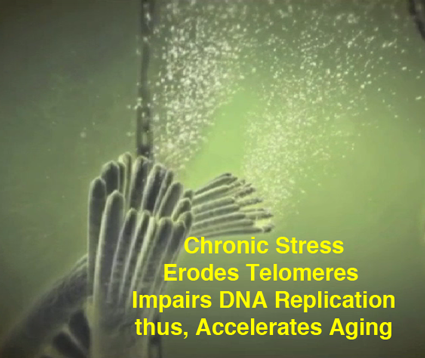 Chronic Stress
Erodes Telomeres
Impairs DNA Replication
thus, Accelerates Aging